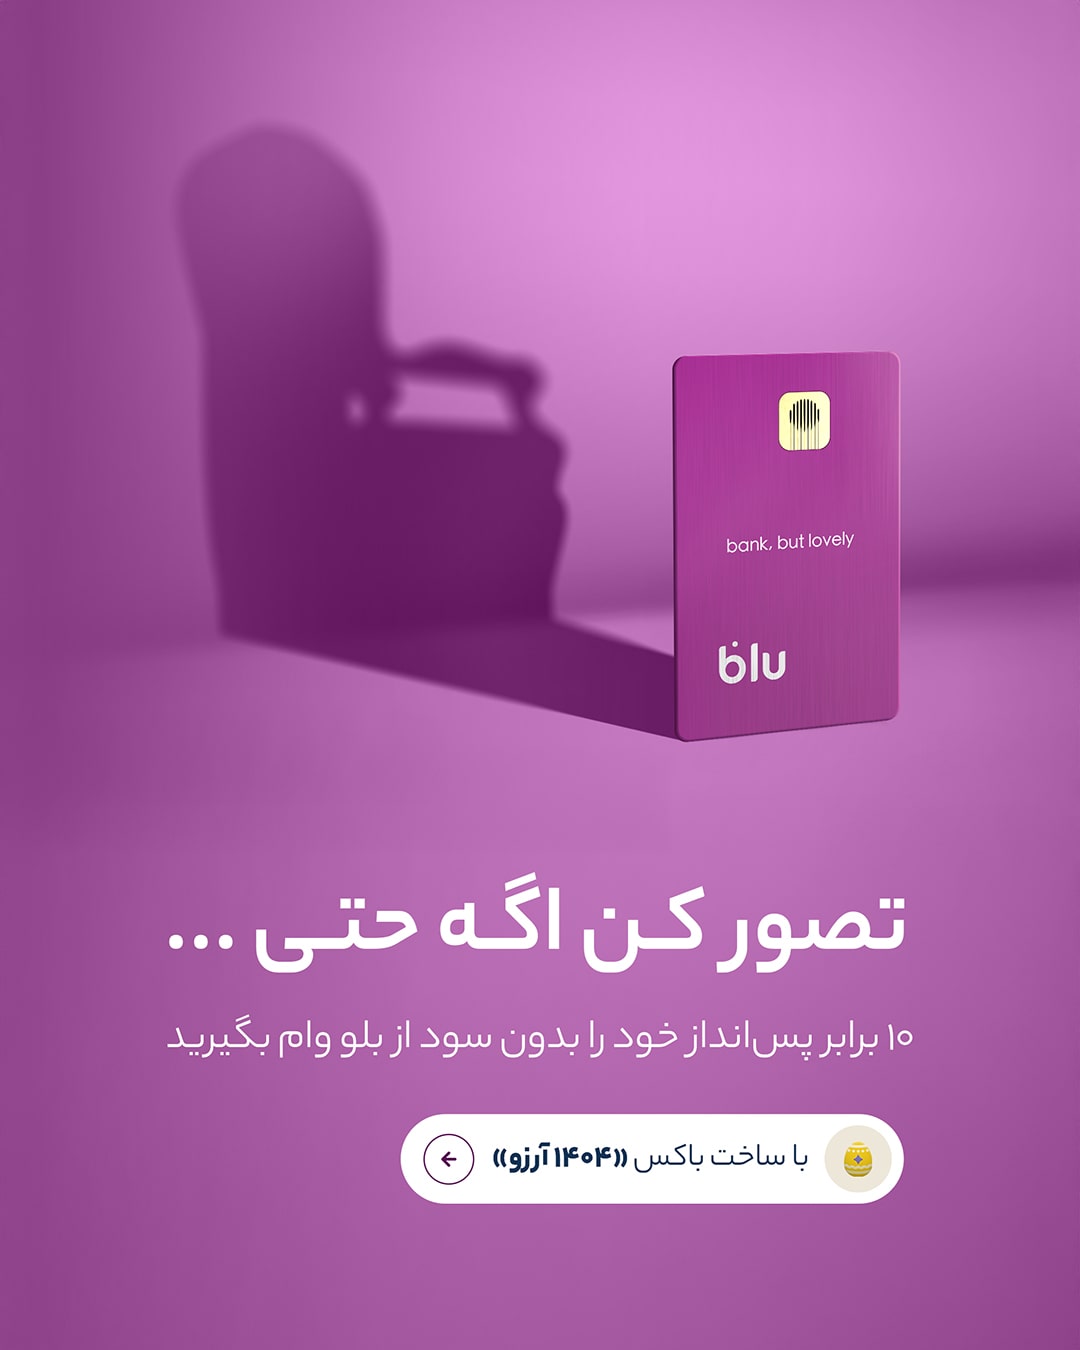 bank, but lovely
blu
تصور کن اگه حتی ...
۱۰ برابر پس‌انداز خود را بدون سود از بلو وام بگیرید
با ساخت باکس «۱۴۰۴ آرزو»